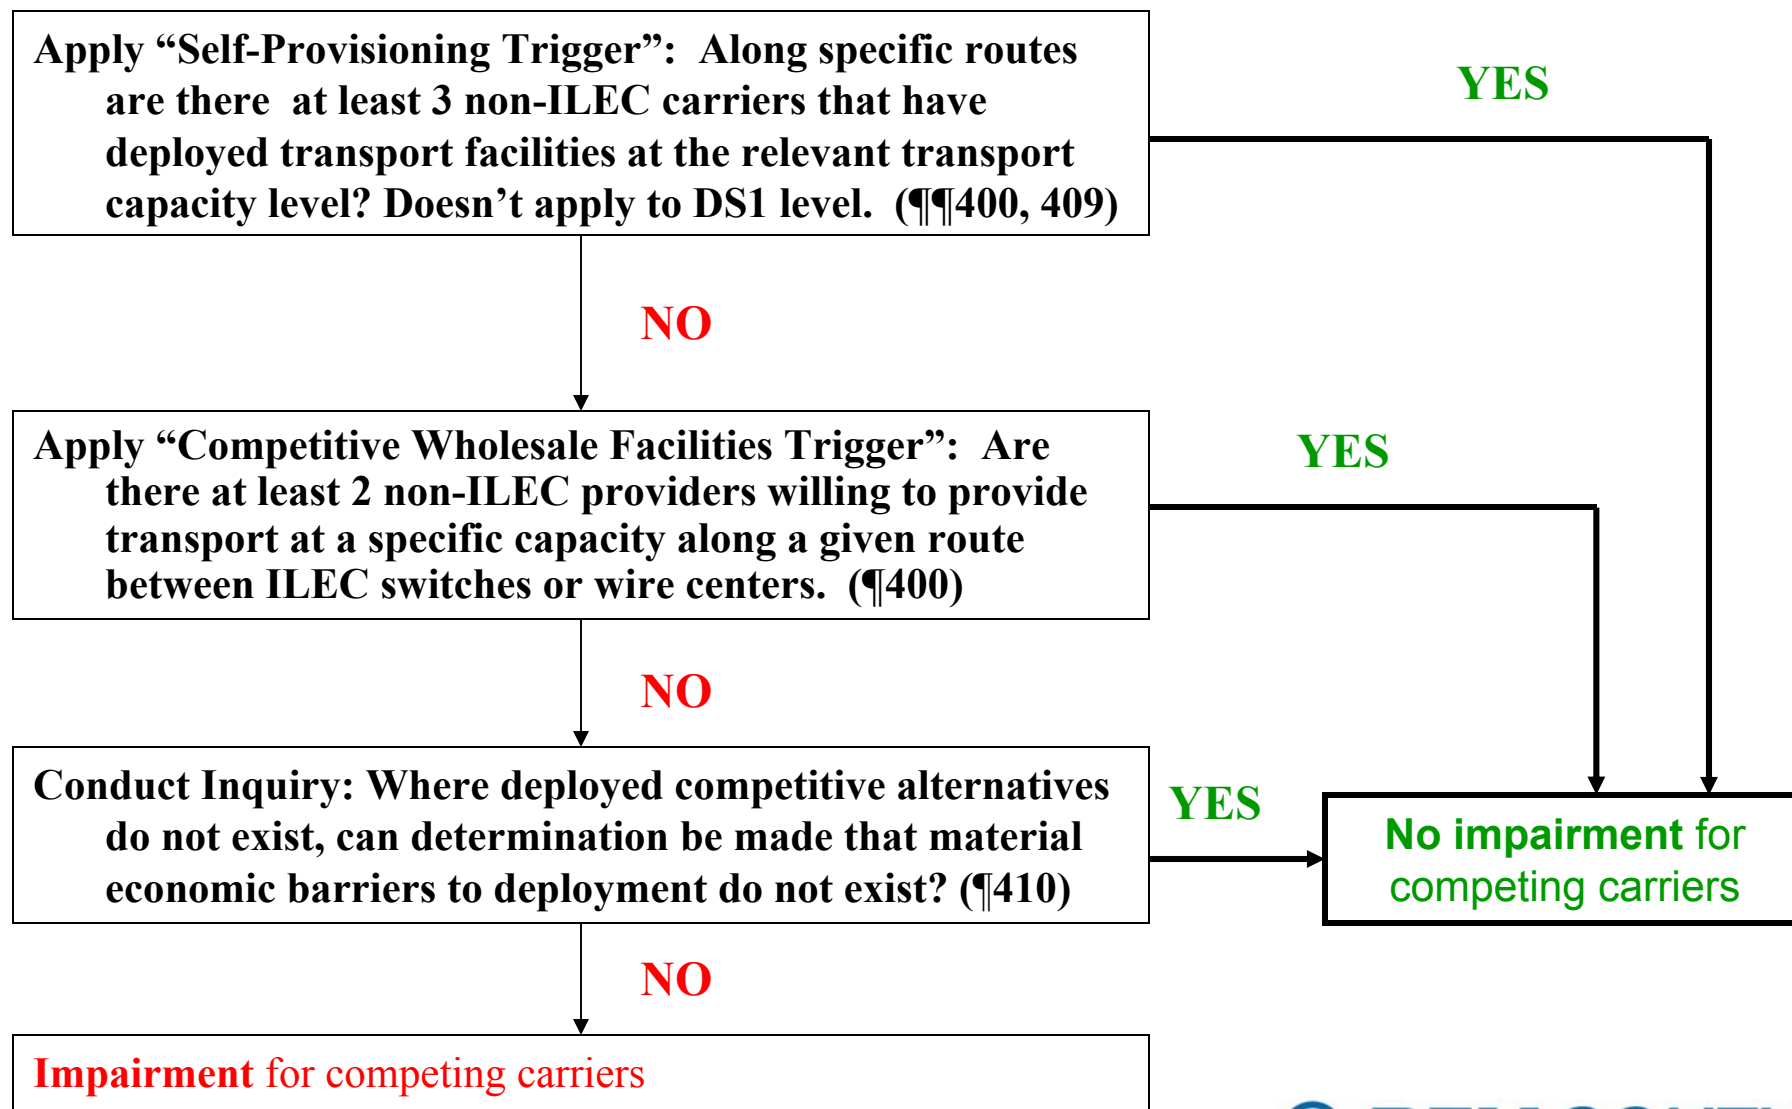 Apply “Self-Provisioning Trigger”: Along specific routes
are there at least 3 non-ILEC carriers that have
deployed transport facilities at the relevant transport
capacity level? Doesn’t apply to DS1 level. (¶¶400, 409)
YES
NO
Apply “Competitive Wholesale Facilities Trigger”: Are
there at least 2 non-ILEC providers willing to provide
transport at a specific capacity along a given route
between ILEC switches or wire centers. (¶400)
YES
NO
Conduct Inquiry: Where deployed competitive alternatives
do not exist, can determination be made that material
economic barriers to deployment do not exist? (¶410)
YES
No impairment for
competing carriers
NO
Impairment for competing carriers